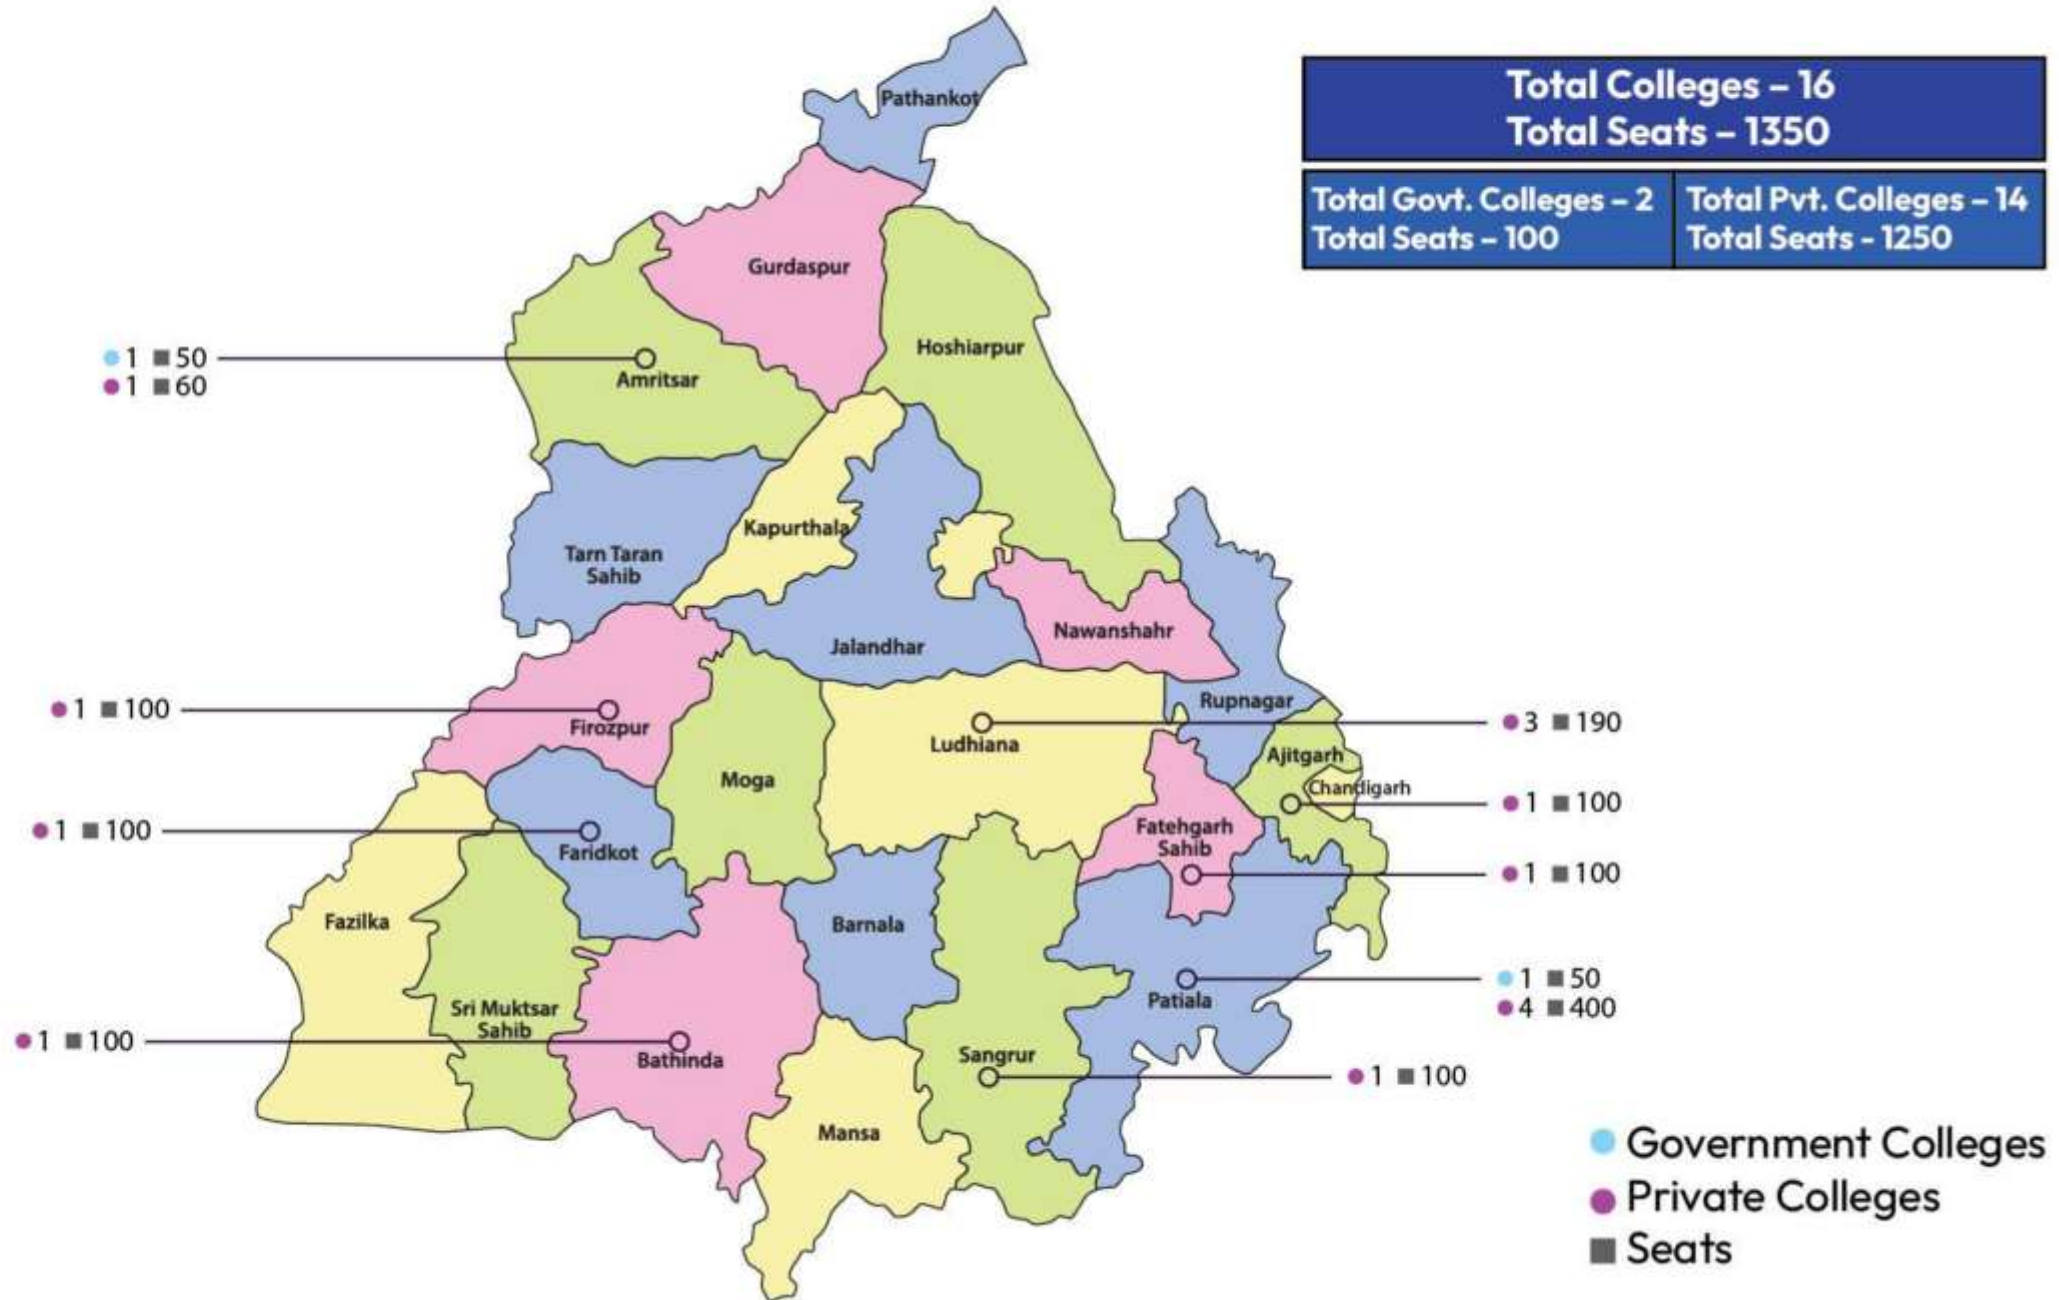 Total Colleges – 16
Total Seats – 1350
Total Govt. Colleges – 2
Total Seats – 100
Total Pvt. Colleges – 14
Total Seats - 1250
Pathankot
Gurdaspur
Hoshiarpur
1 50
1 60
Amritsar
Kapurthala
Tarn Taran
Sahib
Nawanshahr
Jalandhar
1 100
Firozpur
Rupnagar
3 190
Ludhiana
Ajitgarh
Moga
Chandigarh
1 100
1 100
Faridkot
Fatehgarh
Sahib
1 100
Fazilka
Barnala
1 50
4 400
Patiala
Sri Muktsar
Sahib
1 100
Bathinda
Sangrur
1 100
Mansa
Government Colleges
Private Colleges
Seats